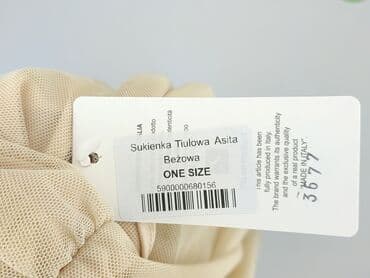 Sukienka Tiulowa Asita
Beżowa
ONE SIZE
5900000680156
This article has been
fully produced in Italy.
The brand warrants its authenticity
and the exclusive quality
of a real product
"MADE IN ITALY"
3677